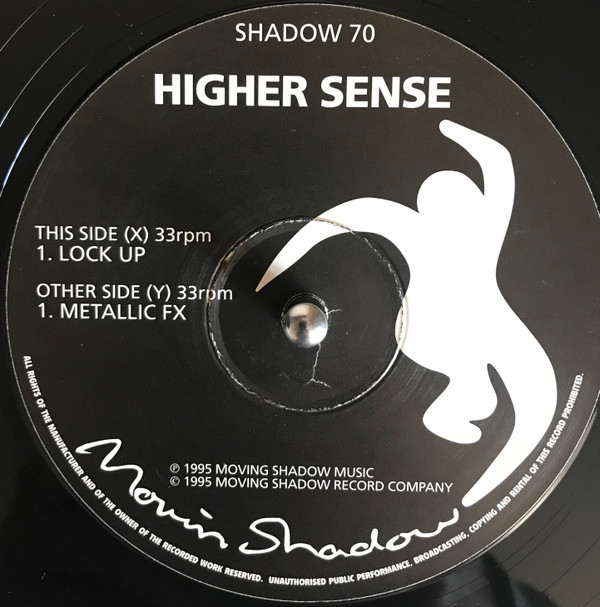 SHADOW 70
HIGHER SENSE
THIS SIDE (X) 33rpm
1. LOCK UP
OTHER SIDE (Y) 33rpm
1. METALLIC FX
℗ 1995 MOVING SHADOW MUSIC
© 1995 MOVING SHADOW RECORD COMPANY
Movin Shadow
ALL RIGHTS OF THE MANUFACTURER AND OF THE OWNER OF THE RECORDED WORK RESERVED. UNAUTHORISED PUBLIC PERFORMANCE, BROADCASTING, COPTING AND RENTAL OF THIS RECORD PROHIBITED.